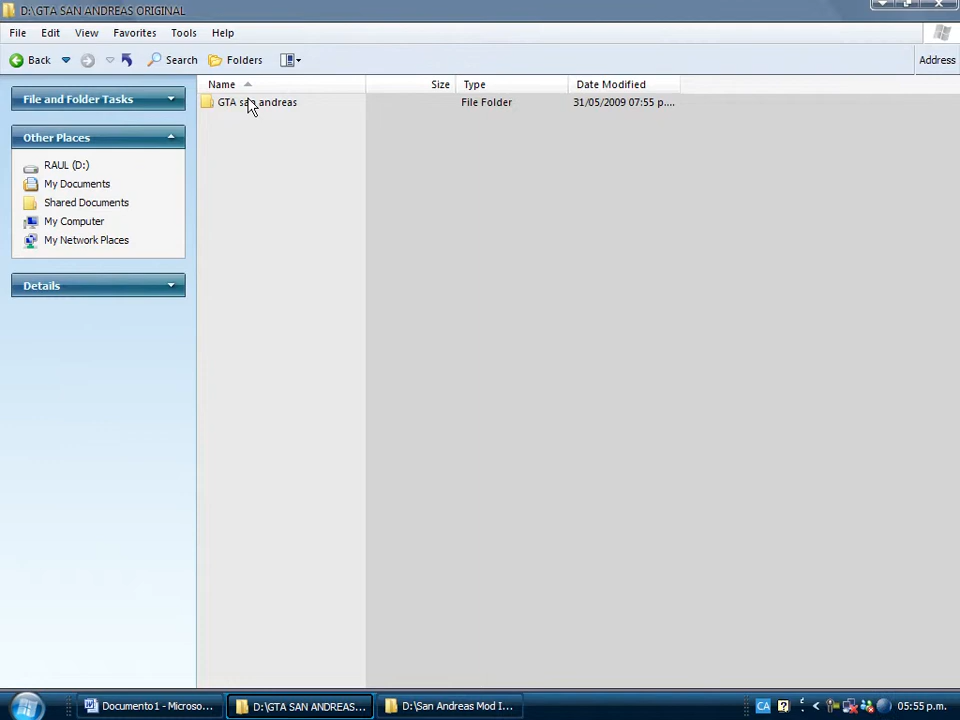 D:\GTA SAN ANDREAS ORIGINAL
File Edit View Favorites Tools Help
Back Search Folders Address
Name Size Type Date Modified
GTA san andreas File Folder 31/05/2009 07:55 p....
File and Folder Tasks
Other Places
RAUL (D:)
My Documents
Shared Documents
My Computer
My Network Places
Details
Documento1 - Microso... D:\GTA SAN ANDREAS... D:\San Andreas Mod I... CA 05:55 p.m.